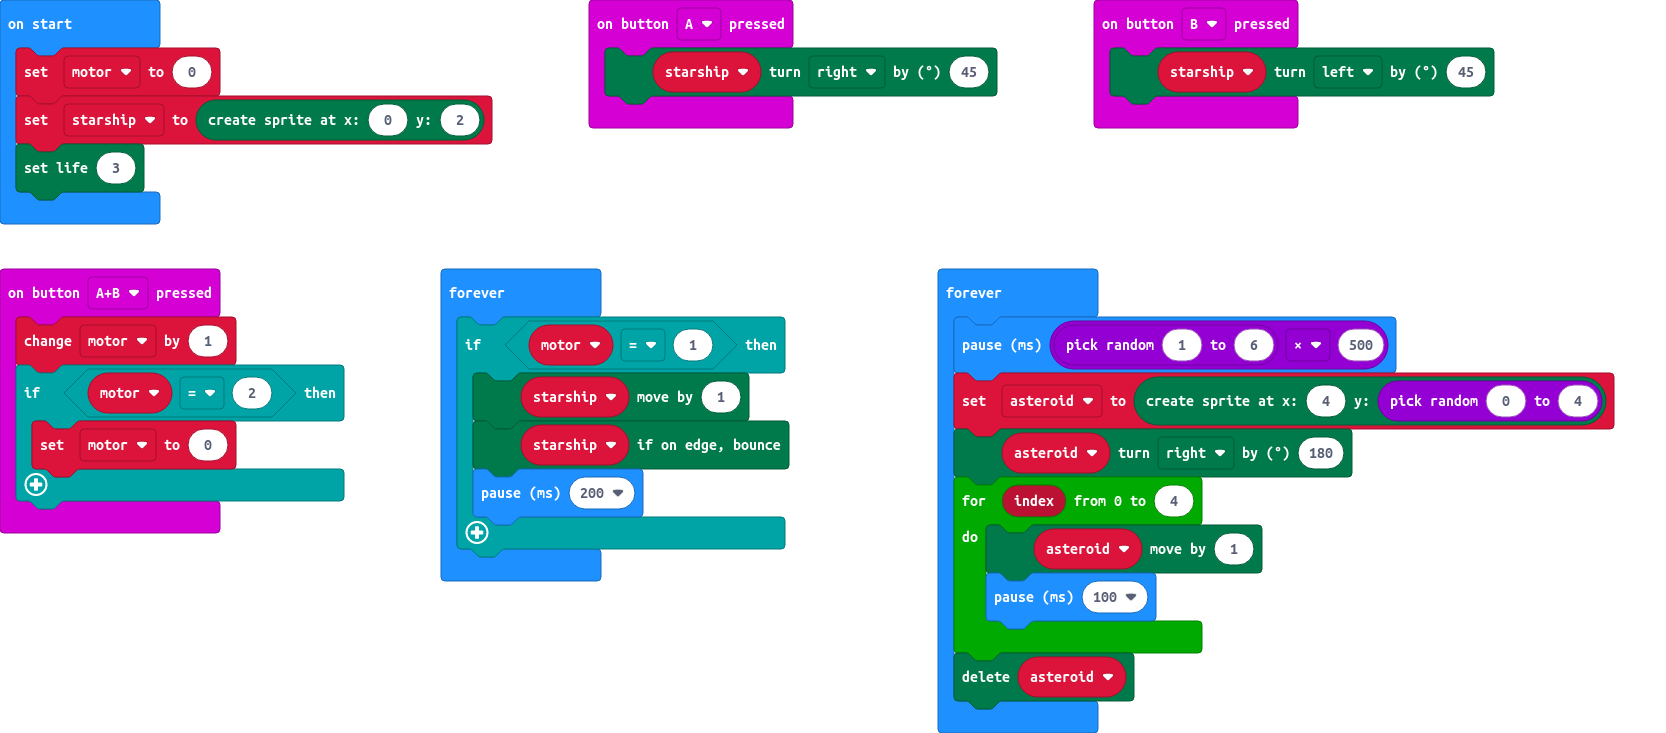 on start
set motor to 0
set starship to create sprite at x: 0 y: 2
set life 3
on button A pressed
starship turn right by (°) 45
on button B pressed
starship turn left by (°) 45
on button A+B pressed
change motor by 1
if motor = 2 then
set motor to 0
forever
if motor = 1 then
starship move by 1
starship if on edge, bounce
pause (ms) 200
forever
pause (ms) pick random 1 to 6 × 500
set asteroid to create sprite at x: 4 y: pick random 0 to 4
asteroid turn right by (°) 180
for index from 0 to 4
do
asteroid move by 1
pause (ms) 100
delete asteroid